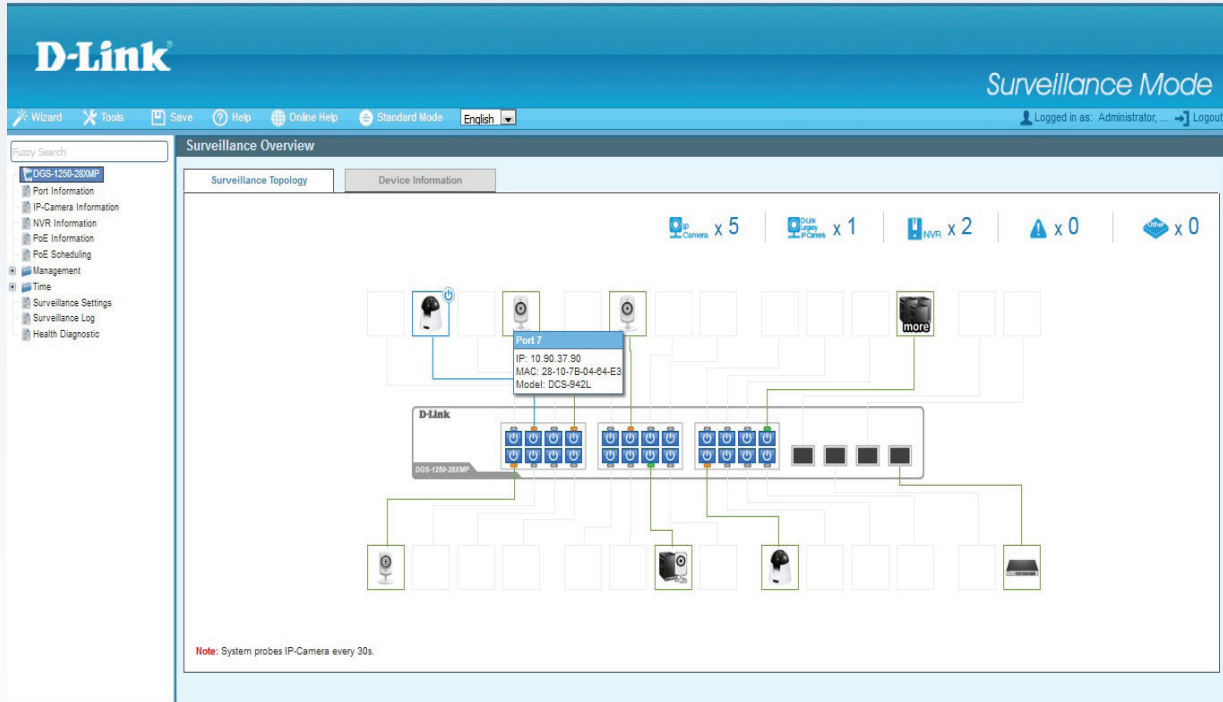 D-Link
Surveillance Mode
Wizard Tools Save Help Online Help Standard Mode English Logged in as: Administrator, ... Logout
Fuzzy Search
DGS-1250-28XMP
Port Information
IP-Camera Information
NVR Information
PoE Information
PoE Scheduling
Management
Time
Surveillance Settings
Surveillance Log
Health Diagnostic
Surveillance Overview
Surveillance Topology Device Information
IP Camera x 5 D-Link Legacy IP Camera x 1 NVR x 2 x 0 Other x 0
more
Port 7
IP: 10.90.37.90
MAC: 28-10-7B-04-64-E3
Model: DCS-942L
D-Link
DGS-1250-28XMP
Note: System probes IP-Camera every 30s.